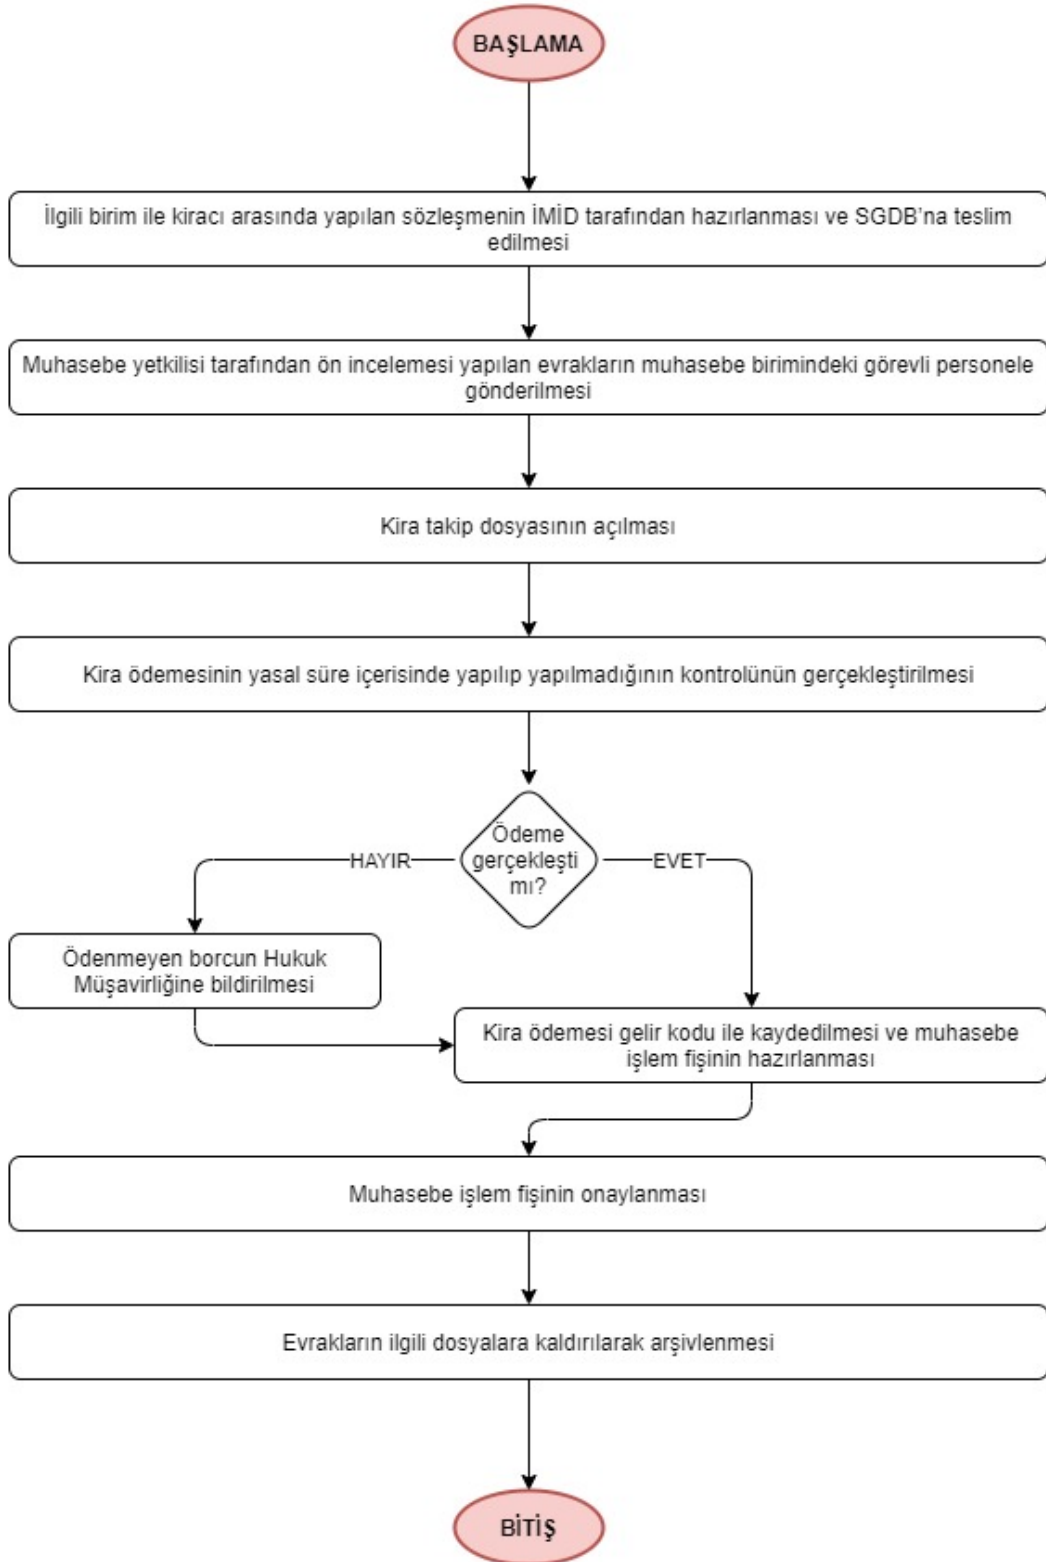 BAŞLAMA
İlgili birim ile kiracı arasında yapılan sözleşmenin İMİD tarafından hazırlanması ve SGDB'na teslim
edilmesi
Muhasebe yetkilisi tarafından ön incelemesi yapılan evrakların muhasebe birimindeki görevli personele
gönderilmesi
Kira takip dosyasının açılması
Kira ödemesinin yasal süre içerisinde yapılıp yapılmadığının kontrolünün gerçekleştirilmesi
Ödeme
gerçekleşti
mı?
HAYIR
EVET
Ödenmeyen borcun Hukuk
Müşavirliğine bildirilmesi
Kira ödemesi gelir kodu ile kaydedilmesi ve muhasebe
işlem fişinin hazırlanması
Muhasebe işlem fişinin onaylanması
Evrakların ilgili dosyalara kaldırılarak arşivlenmesi
BİTİŞ